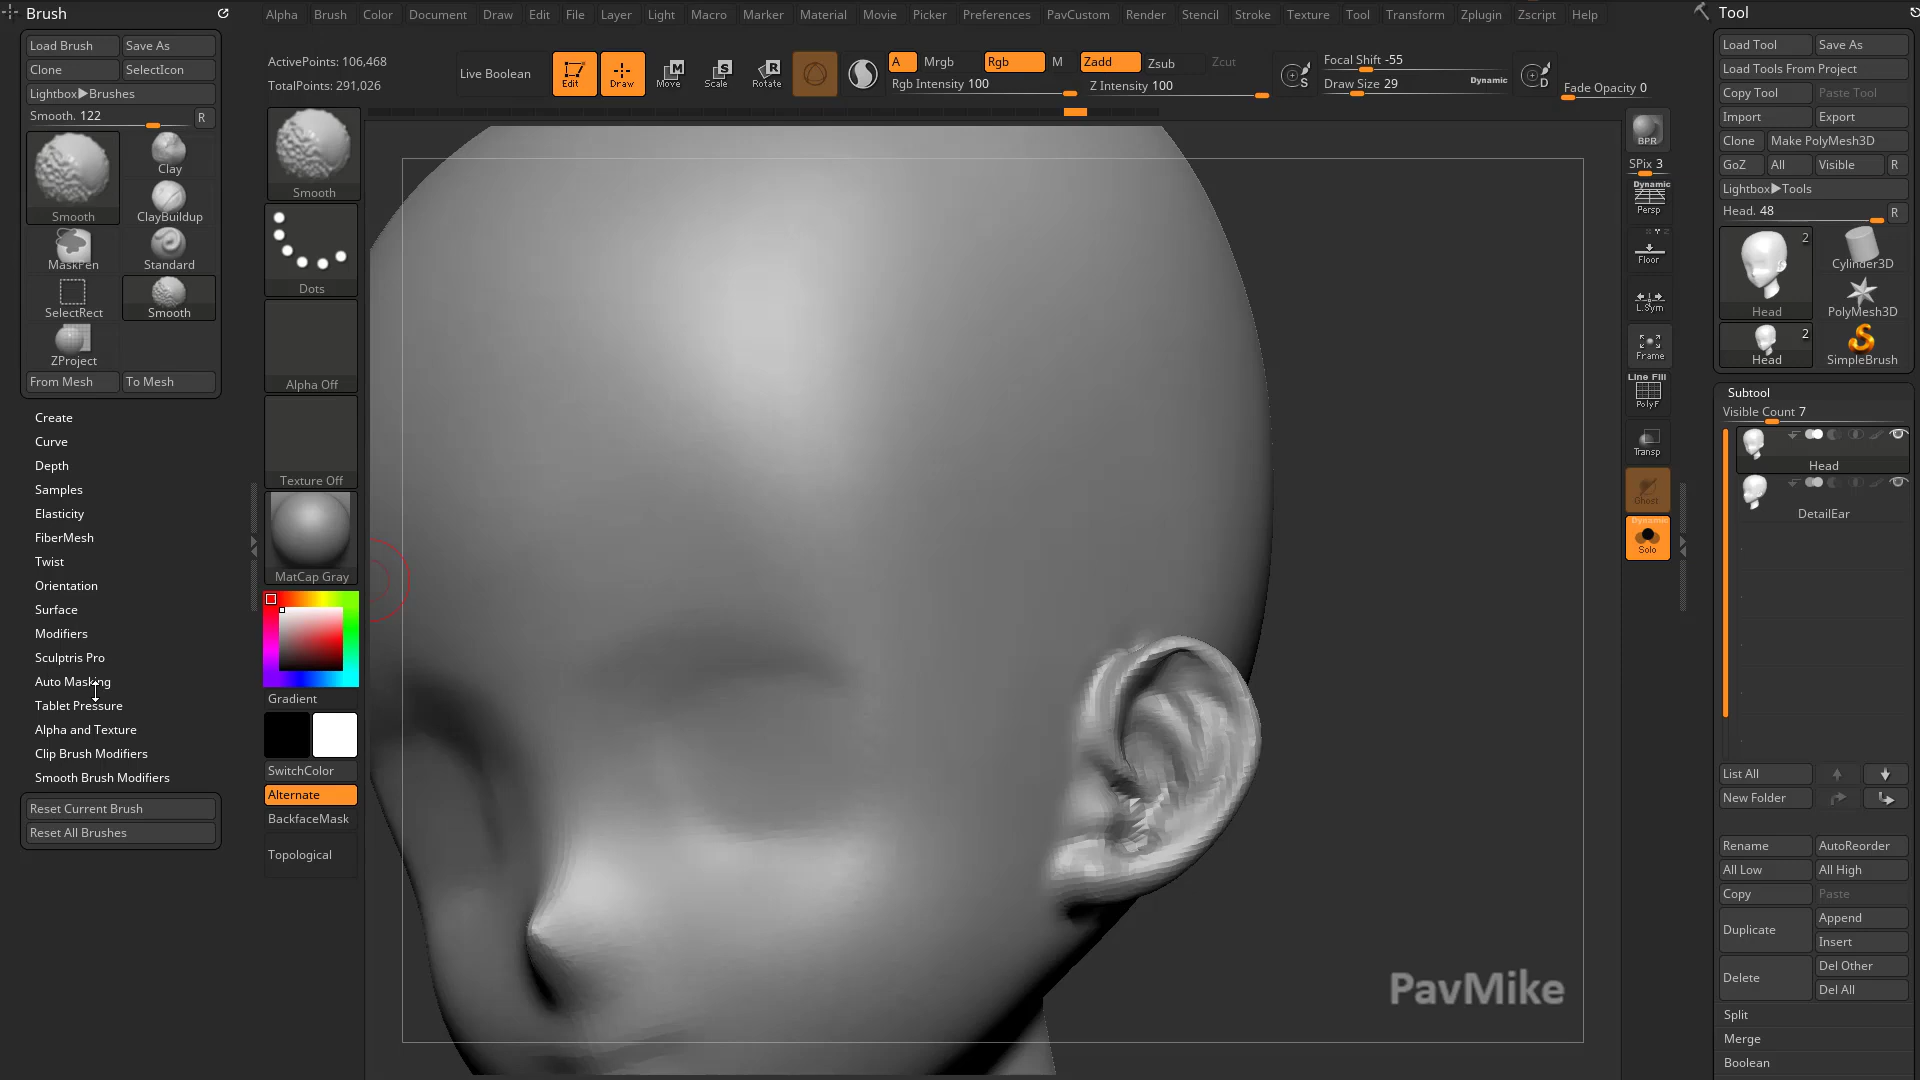 Brush
Load Brush
Save As
Clone
SelectIcon
Lightbox▶Brushes
Smooth. 122
R
Smooth
Clay
ClayBuildup
MaskPen
Standard
SelectRect
Smooth
ZProject
From Mesh
To Mesh
Create
Curve
Depth
Samples
Elasticity
FiberMesh
Twist
Orientation
Surface
Modifiers
Sculptris Pro
Auto Masking
Tablet Pressure
Alpha and Texture
Clip Brush Modifiers
Smooth Brush Modifiers
Reset Current Brush
Reset All Brushes
Alpha Brush Color Document Draw Edit File Layer Light Macro Marker Material Movie Picker Preferences PavCustom Render Stencil Stroke Texture Tool Transform Zplugin Zscript Help
ActivePoints: 106,468
TotalPoints: 291,026
Live Boolean
Edit
Draw
Move
Scale
Rotate
A
Mrgb
Rgb
M
Zadd
Zsub
Zcut
Rgb Intensity 100
Z Intensity 100
S
Focal Shift -55
Draw Size 29
Dynamic
D
Fade Opacity 0
Smooth
Dots
Alpha Off
Texture Off
MatCap Gray
Gradient
SwitchColor
Alternate
BackfaceMask
Topological
PavMike
BPR
SPix 3
Dynamic
Persp
Floor
L.Sym
Frame
Line Fill
PolyF
Transp
Ghost
Dynamic
Solo
Tool
Load Tool
Save As
Load Tools From Project
Copy Tool
Paste Tool
Import
Export
Clone
Make PolyMesh3D
GoZ
All
Visible
R
Lightbox▶Tools
Head. 48
R
2
Head
Cylinder3D
PolyMesh3D
2
Head
SimpleBrush
Subtool
Visible Count 7
Head
DetailEar
List All
New Folder
Rename
AutoReorder
All Low
All High
Copy
Paste
Duplicate
Append
Insert
Delete
Del Other
Del All
Split
Merge
Boolean